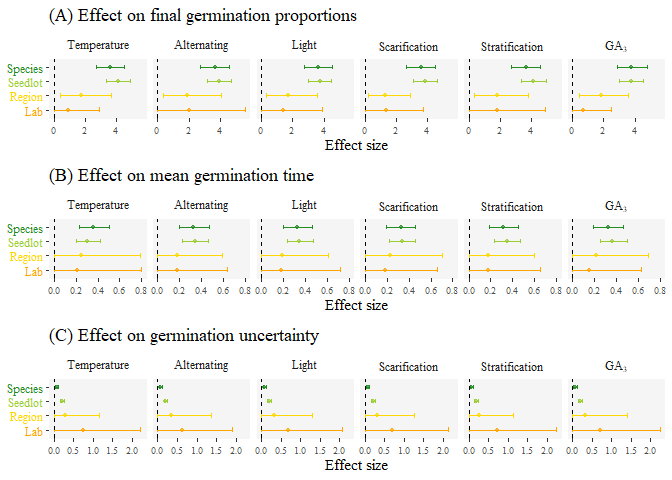 (A) Effect on final germination proportions
Temperature Alternating Light Scarification Stratification GA3
Species
Seedlot
Region
Lab
0 2 4 0 2 4 0 2 4 0 2 4 0 2 4 0 2 4
Effect size
(B) Effect on mean germination time
Temperature Alternating Light Scarification Stratification GA3
Species
Seedlot
Region
Lab
0.0 0.2 0.4 0.6 0.8 0.0 0.2 0.4 0.6 0.8 0.0 0.2 0.4 0.6 0.8 0.0 0.2 0.4 0.6 0.8 0.0 0.2 0.4 0.6 0.8 0.0 0.2 0.4 0.6 0.8
Effect size
(C) Effect on germination uncertainty
Temperature Alternating Light Scarification Stratification GA3
Species
Seedlot
Region
Lab
0.0 0.5 1.0 1.5 2.0 0.0 0.5 1.0 1.5 2.0 0.0 0.5 1.0 1.5 2.0 0.0 0.5 1.0 1.5 2.0 0.0 0.5 1.0 1.5 2.0 0.0 0.5 1.0 1.5 2.0
Effect size